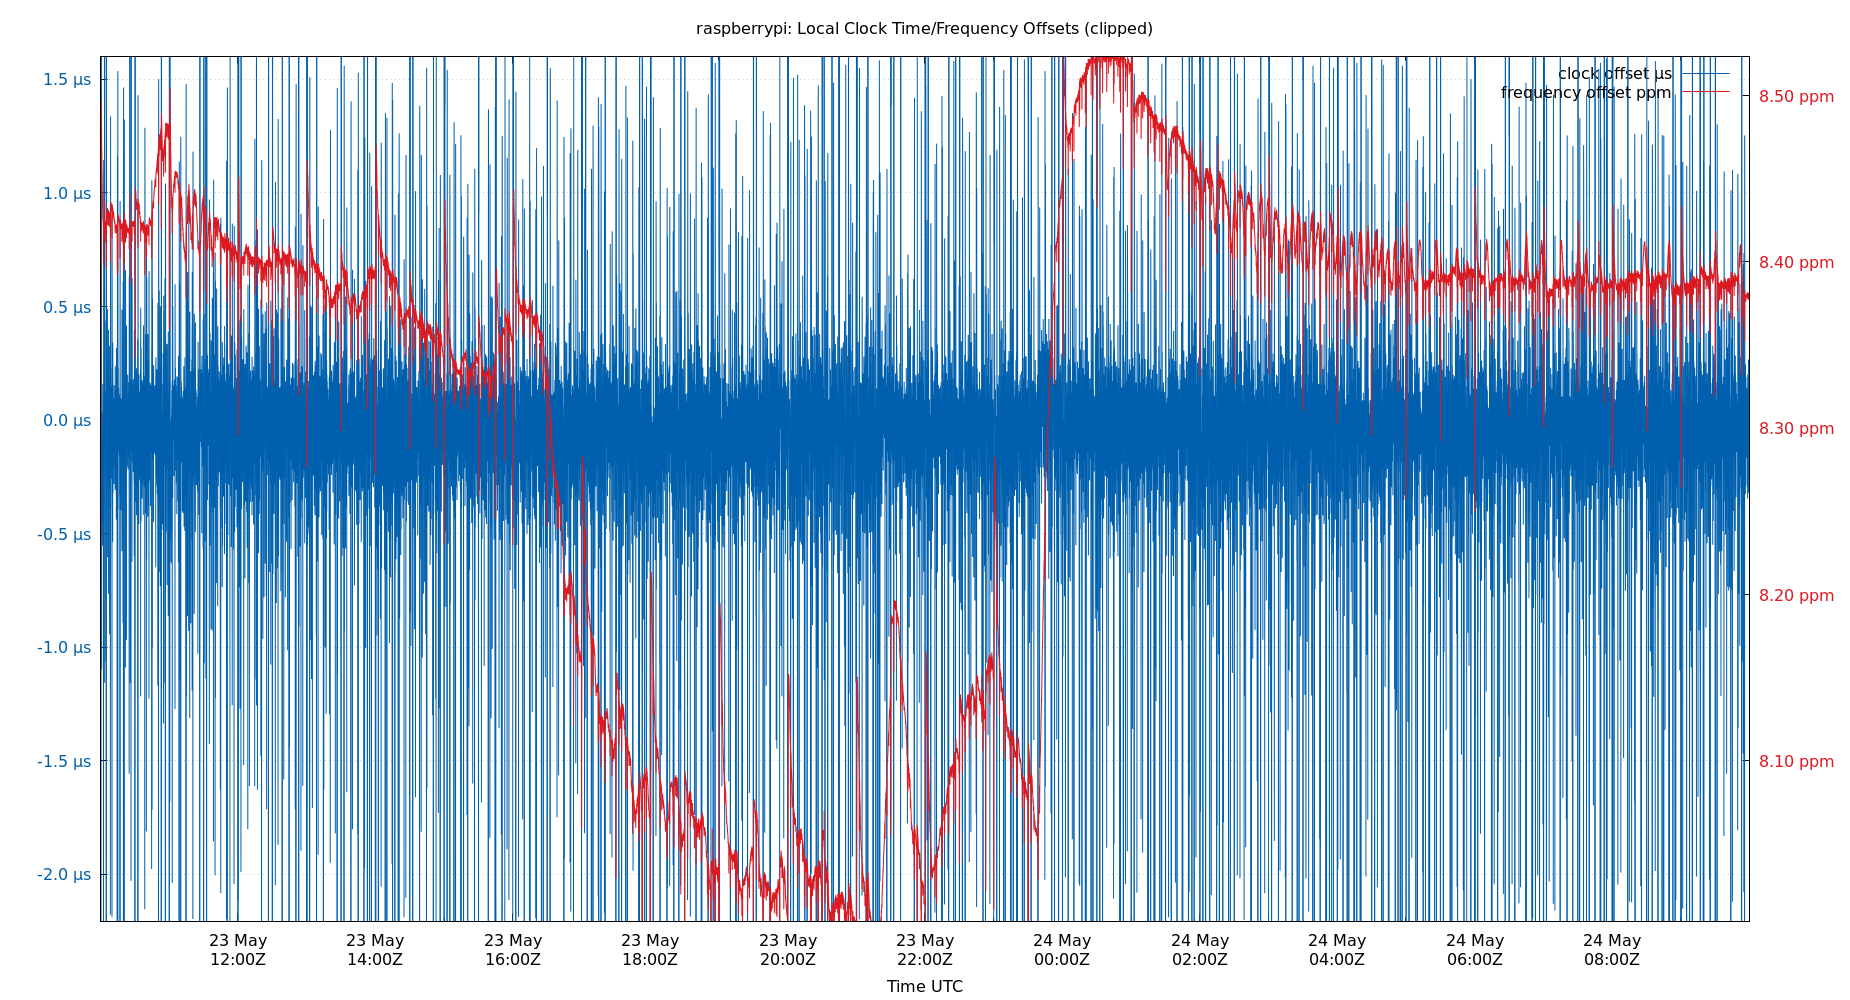 raspberrypi: Local Clock Time/Frequency Offsets (clipped)
clock offset µs
frequency offset ppm
1.5 µs
1.0 µs
0.5 µs
0.0 µs
-0.5 µs
-1.0 µs
-1.5 µs
-2.0 µs
8.50 ppm
8.40 ppm
8.30 ppm
8.20 ppm
8.10 ppm
23 May 23 May 23 May 23 May 23 May 23 May 24 May 24 May 24 May 24 May 24 May
12:00Z 14:00Z 16:00Z 18:00Z 20:00Z 22:00Z 00:00Z 02:00Z 04:00Z 06:00Z 08:00Z
Time UTC